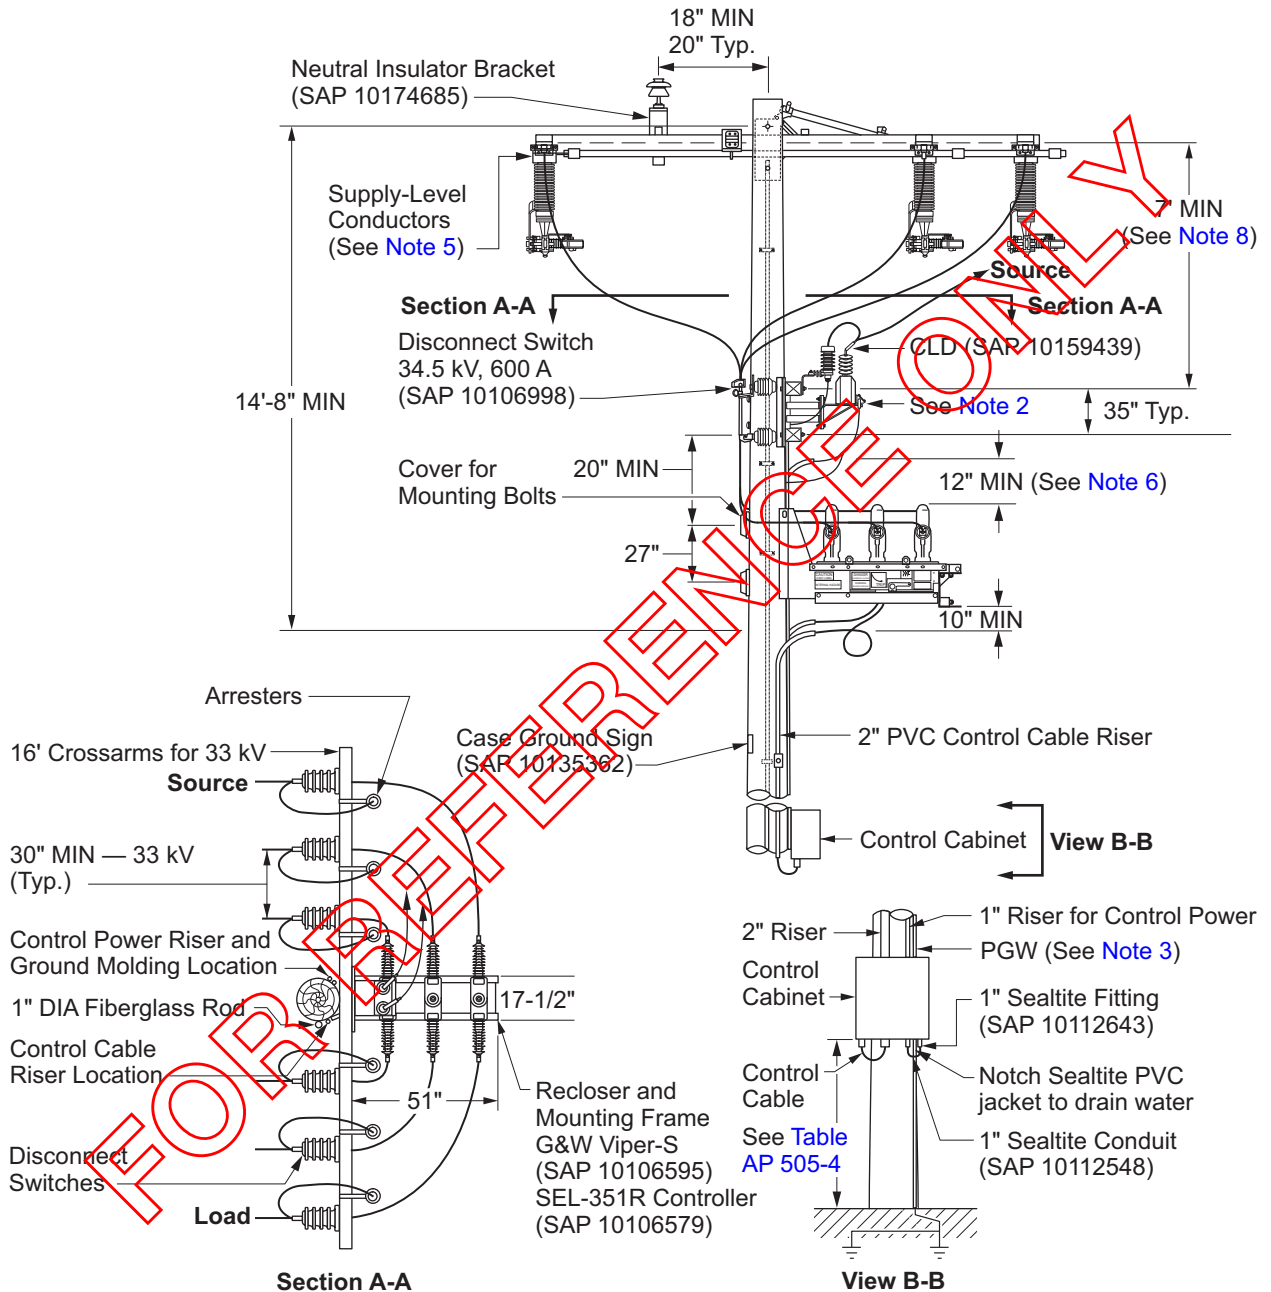 18" MIN
20" Typ.
Neutral Insulator Bracket
(SAP 10174685)
Supply-Level
Conductors
(See Note 5)
7' MIN
(See Note 8)
Source
Section A-A
Section A-A
Disconnect Switch
34.5 kV, 600 A
(SAP 10106998)
CLD (SAP 10159439)
14'-8" MIN
See Note 2
35" Typ.
Cover for
Mounting Bolts
20" MIN
12" MIN (See Note 6)
27"
10" MIN
Arresters
Case Ground Sign
(SAP 10135362)
2" PVC Control Cable Riser
16' Crossarms for 33 kV
Source
30" MIN — 33 kV
(Typ.)
Control Cabinet
View B-B
Control Power Riser and
Ground Molding Location
1" DIA Fiberglass Rod
Control Cable
Riser Location
17-1/2"
51"
Disconnect
Switches
Load
Recloser and
Mounting Frame
G&W Viper-S
(SAP 10106595)
SEL-351R Controller
(SAP 10106579)
Section A-A
2" Riser
1" Riser for Control Power
PGW (See Note 3)
Control
Cabinet
1" Sealtite Fitting
(SAP 10112643)
Control
Cable
Notch Sealtite PVC
jacket to drain water
See Table
AP 505-4
1" Sealtite Conduit
(SAP 10112548)
View B-B
FOR REFERENCE ONLY